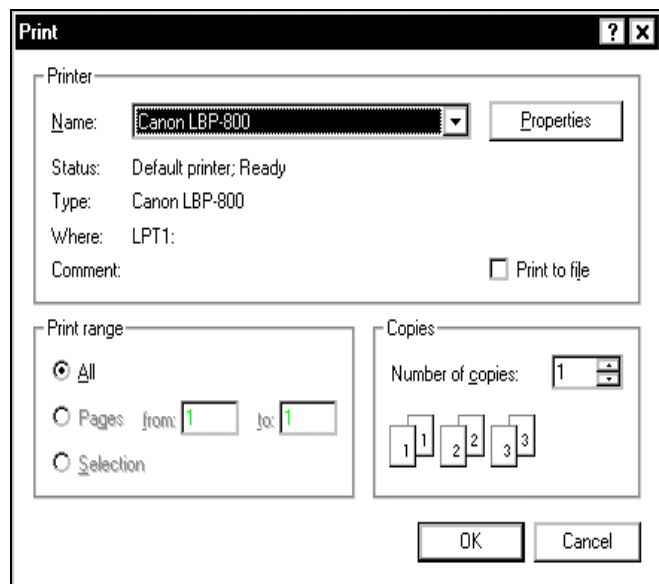 Print
Printer
Name: Canon LBP-800 Properties
Status: Default printer; Ready
Type: Canon LBP-800
Where: LPT1:
Comment: Print to file
Print range
All
Pages from: 1 to: 1
Selection
Copies
Number of copies: 1
1 1 2 2 3 3
OK Cancel